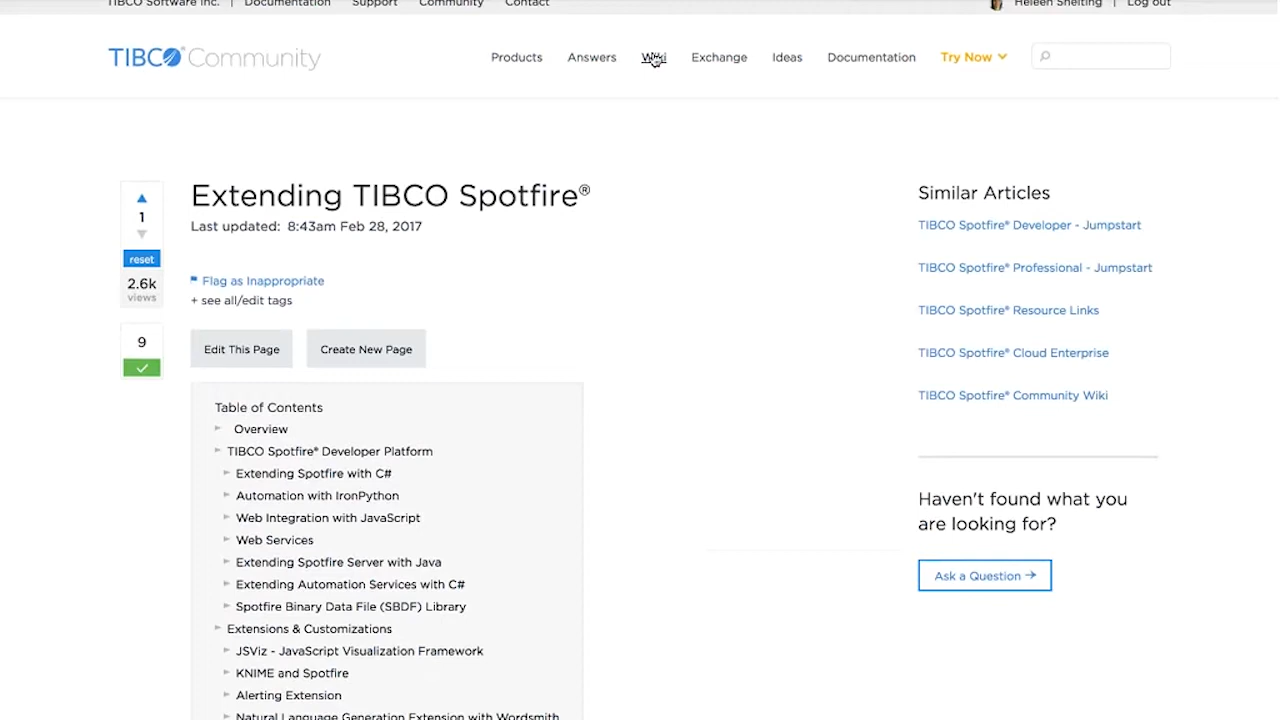 TIBCO Software Inc. | Documentation Support Community Contact Heleen Snelting | Log out
TIBCO® Community
Products Answers Wiki Exchange Ideas Documentation Try Now
Extending TIBCO Spotfire®
Last updated: 8:43am Feb 28, 2017
1
reset
2.6k
views
9
Flag as Inappropriate
+ see all/edit tags
Edit This Page Create New Page
Table of Contents
Overview
TIBCO Spotfire® Developer Platform
Extending Spotfire with C#
Automation with IronPython
Web Integration with JavaScript
Web Services
Extending Spotfire Server with Java
Extending Automation Services with C#
Spotfire Binary Data File (SBDF) Library
Extensions & Customizations
JSViz - JavaScript Visualization Framework
KNIME and Spotfire
Alerting Extension
Natural Language Generation Extension with Wordsmith
Similar Articles
TIBCO Spotfire® Developer - Jumpstart
TIBCO Spotfire® Professional - Jumpstart
TIBCO Spotfire® Resource Links
TIBCO Spotfire® Cloud Enterprise
TIBCO Spotfire® Community Wiki
Haven't found what you
are looking for?
Ask a Question →